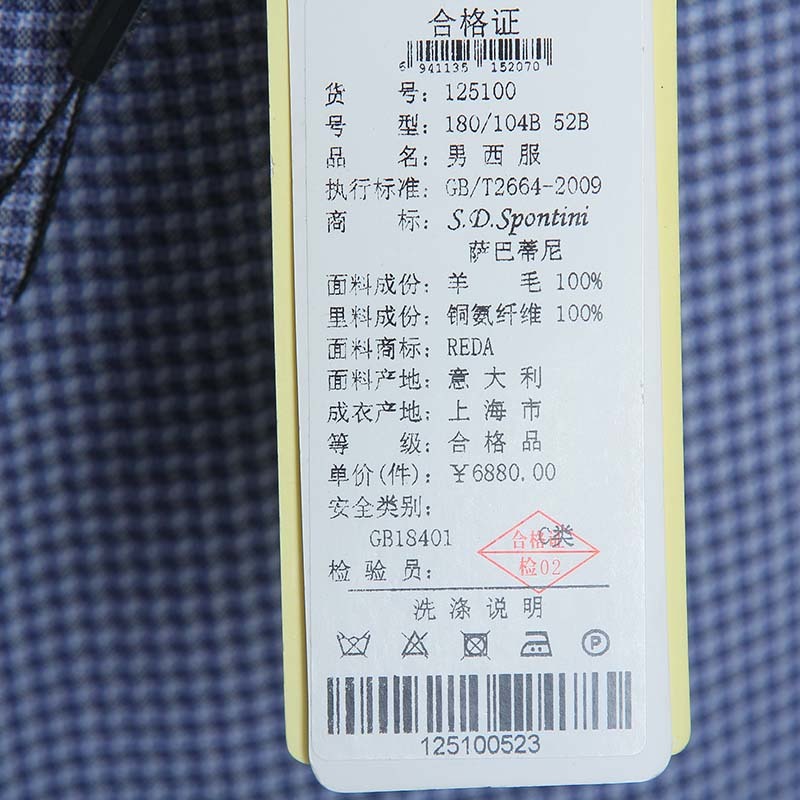 合格证
6 941135 152070
货 号: 125100
号 型: 180/104B 52B
品 名: 男西服
执行标准: GB/T2664-2009
商 标: S.D.Spontini
萨巴蒂尼
面料成份: 羊 毛 100%
里料成份: 铜氨纤维 100%
面料商标: REDA
面料产地: 意大利
成衣产地: 上海市
等 级: 合格品
单价(件): ¥6880.00
安全类别:
GB18401 C类
合格证
检02
检验员:
洗涤说明
P
125100523